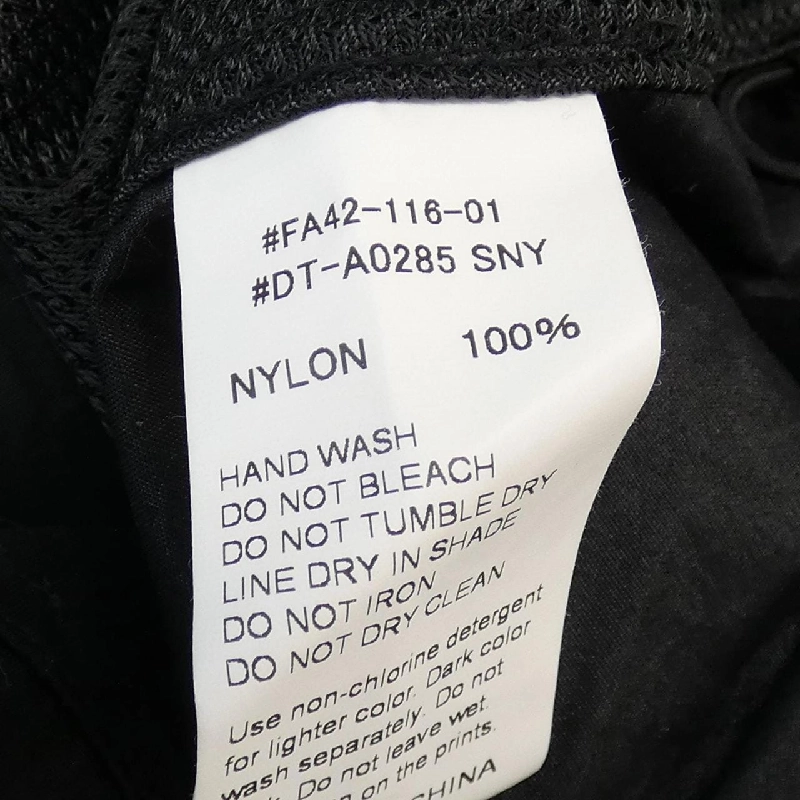 #FA42-116-01
#DT-A0285 SNY
NYLON 100%
HAND WASH
DO NOT BLEACH
DO NOT TUMBLE DRY
LINE DRY IN SHADE
DO NOT IRON
DO NOT DRY CLEAN
Use non-chlorine detergent
for lighter color. Dark color
wash separately. Do not
Do not leave wet.
on the prints.
CHINA